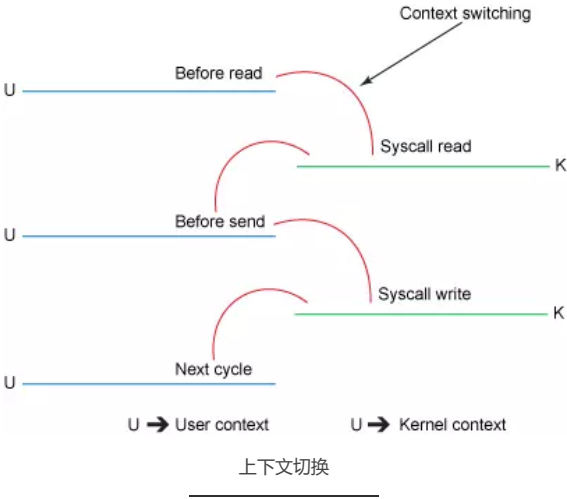 Context switching
Before read
U
Syscall read
K
Before send
U
Syscall write
K
Next cycle
U
U → User context
U → Kernel context
上下文切换